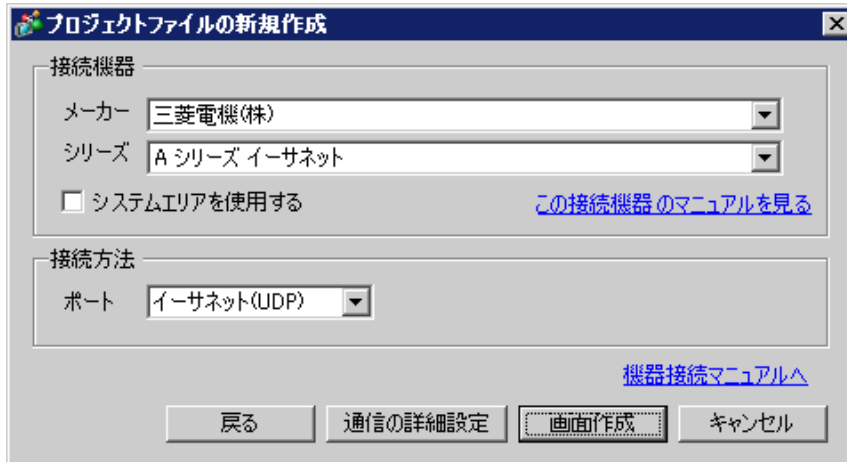 プロジェクトファイルの新規作成
接続機器
メーカー 三菱電機(株)
シリーズ A シリーズ イーサネット
システムエリアを使用する この接続機器のマニュアルを見る
接続方法
ポート イーサネット(UDP)
機器接続マニュアルへ
戻る 通信の詳細設定 画面作成 キャンセル